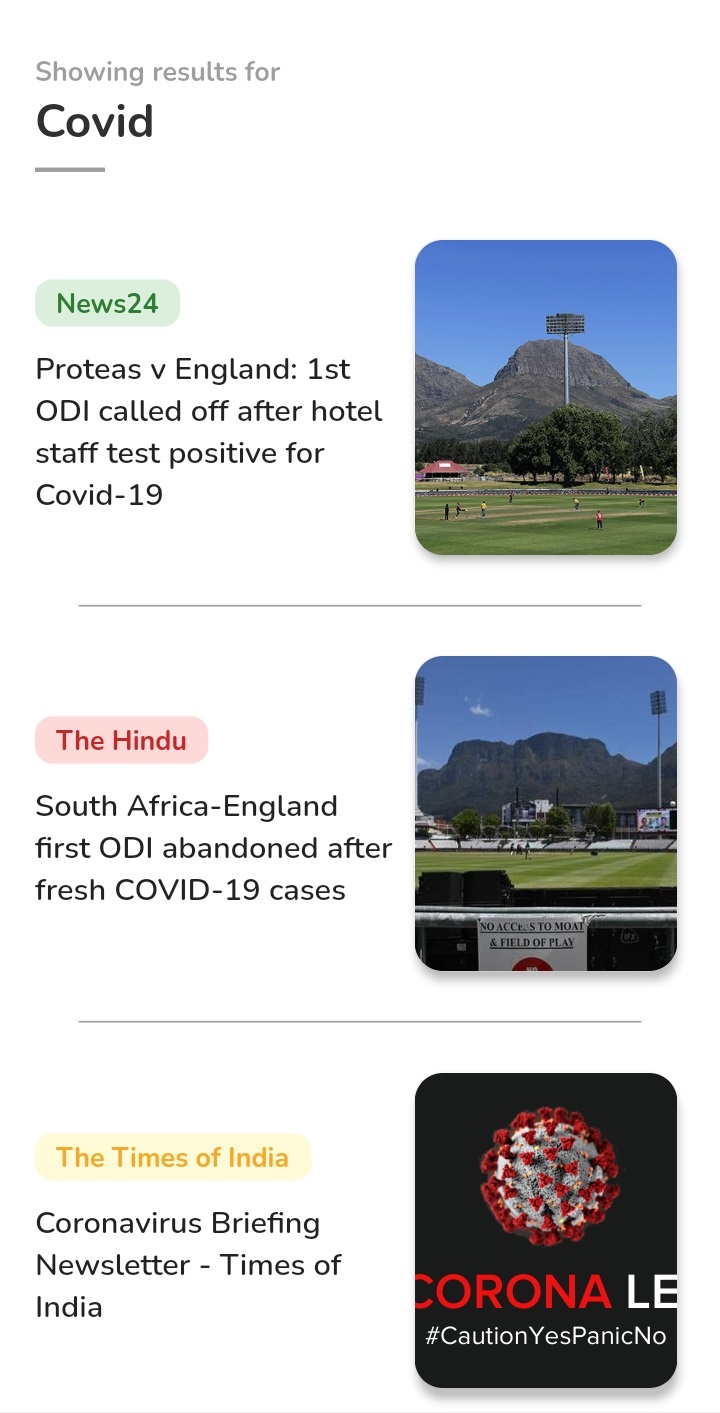 Showing results for
Covid
News24
Proteas v England: 1st
ODI called off after hotel
staff test positive for
Covid-19
The Hindu
South Africa-England
first ODI abandoned after
fresh COVID-19 cases
NO ACCESS TO MOAT
& FIELD OF PLAY
NO
The Times of India
Coronavirus Briefing
Newsletter - Times of
India
CORONA LE
#CautionYesPanicNo